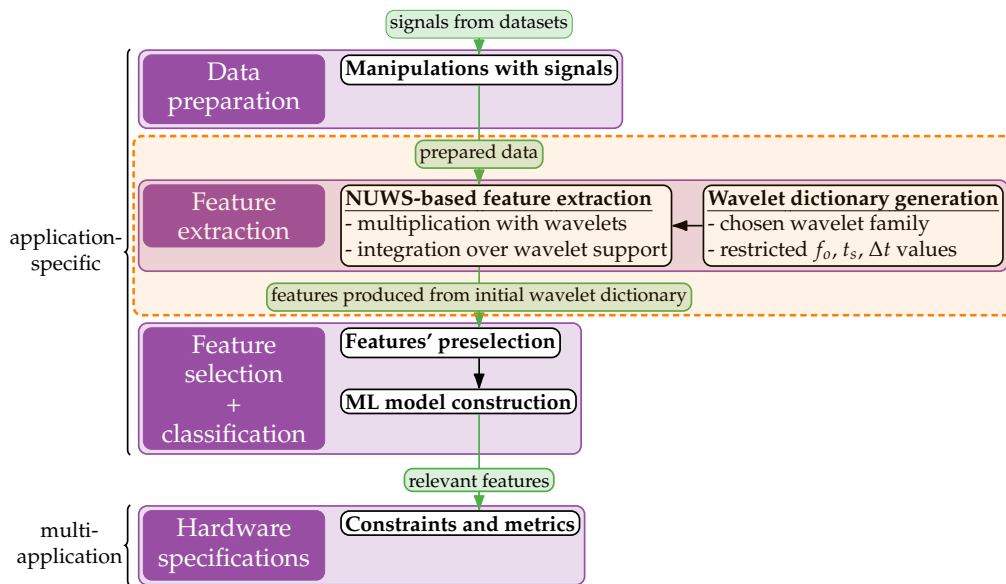 signals from datasets
Data
preparation
Manipulations with signals
prepared data
application-
specific
Feature
extraction
NUWS-based feature extraction
- multiplication with wavelets
- integration over wavelet support
Wavelet dictionary generation
- chosen wavelet family
- restricted f_o, t_s, Δt values
features produced from initial wavelet dictionary
Feature
selection
+
classification
Features’ preselection
ML model construction
relevant features
multi-
application
Hardware
specifications
Constraints and metrics